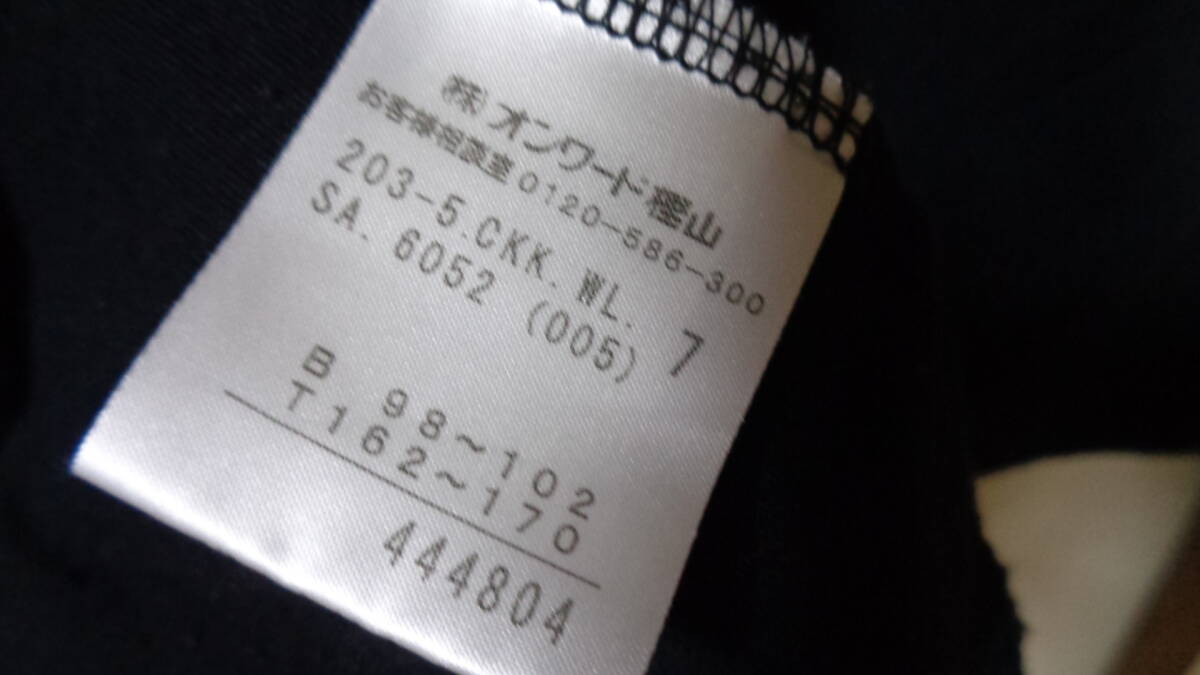 ㈱オンワード樫山
お客様相談室0120-586-300
203-5.CKK.WL. 7
SA. 6052 (005)
B 98～102
T162～170
444804